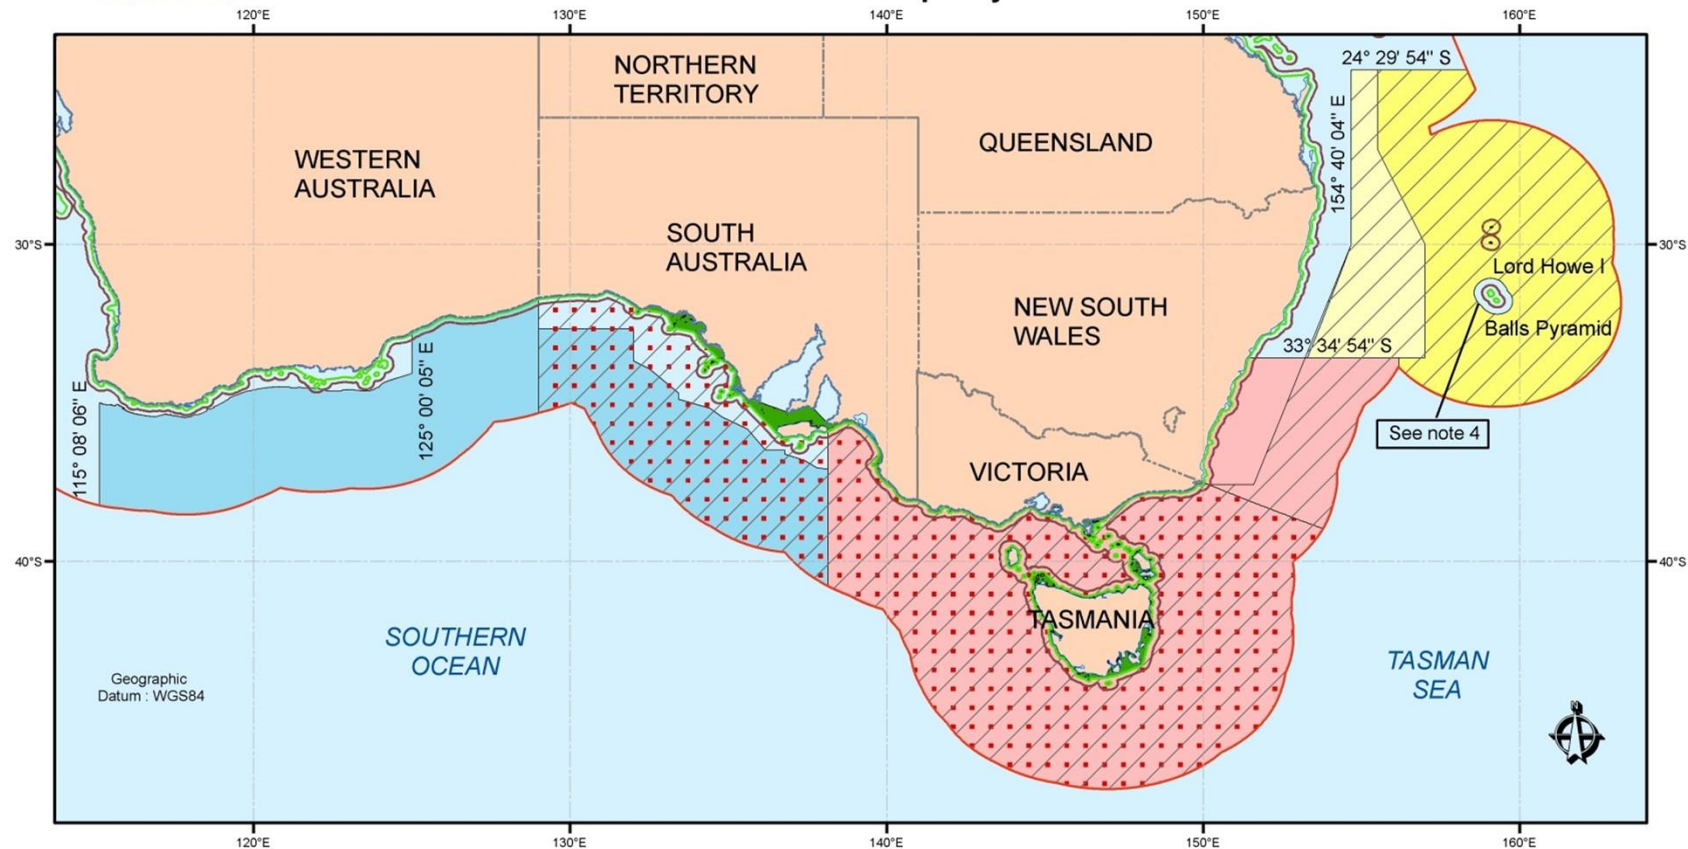 120°E
130°E
140°E
150°E
160°E
24° 29' 54" S
NORTHERN
TERRITORY
154° 40' 04" E
QUEENSLAND
WESTERN
AUSTRALIA
SOUTH
AUSTRALIA
30°S
30°S
Lord Howe I
NEW SOUTH
WALES
Balls Pyramid
33° 34' 54" S
115° 08' 06" E
125° 00' 05" E
See note 4
VICTORIA
40°S
40°S
TASMANIA
SOUTHERN
OCEAN
TASMAN
SEA
Geographic
Datum : WGS84
120°E
130°E
140°E
150°E
160°E